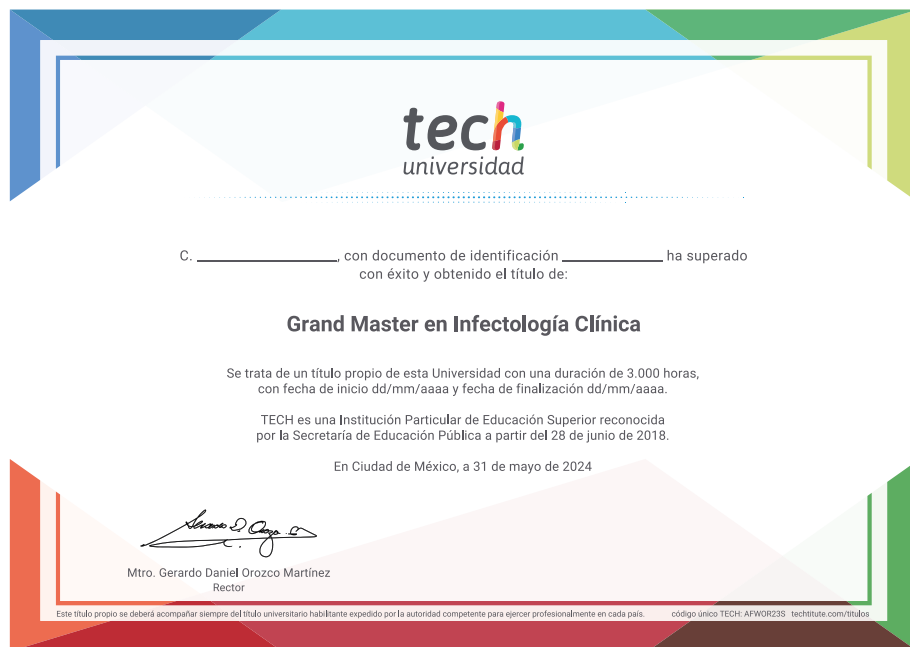 tech
universidad
C. ____________, con documento de identificación ____________ ha superado
con éxito y obtenido el título de:
Grand Master en Infectología Clínica
Se trata de un título propio de esta Universidad con una duración de 3.000 horas,
con fecha de inicio dd/mm/aaaa y fecha de finalización dd/mm/aaaa.
TECH es una Institución Particular de Educación Superior reconocida
por la Secretaría de Educación Pública a partir del 28 de junio de 2018.
En Ciudad de México, a 31 de mayo de 2024
Mtro. Gerardo Daniel Orozco Martínez
Rector
Este título propio se deberá acompañar siempre del título universitario habilitante expedido por la autoridad competente para ejercer profesionalmente en cada país. código único TECH: AFWOR23S techtitute.com/titulos